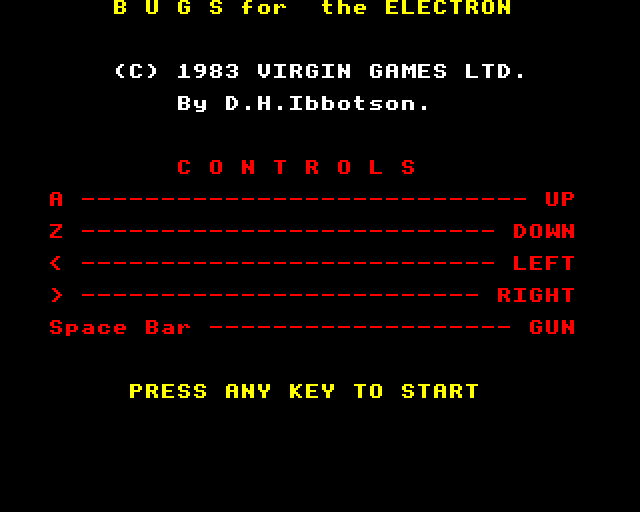 B U G S for  the ELECTRON
(C) 1983 VIRGIN GAMES LTD.
By D.H.Ibbotson.
C O N T R O L S
A ---------------------------- UP
Z -------------------------- DOWN
< -------------------------- LEFT
> ------------------------- RIGHT
Space Bar ------------------- GUN
PRESS ANY KEY TO START